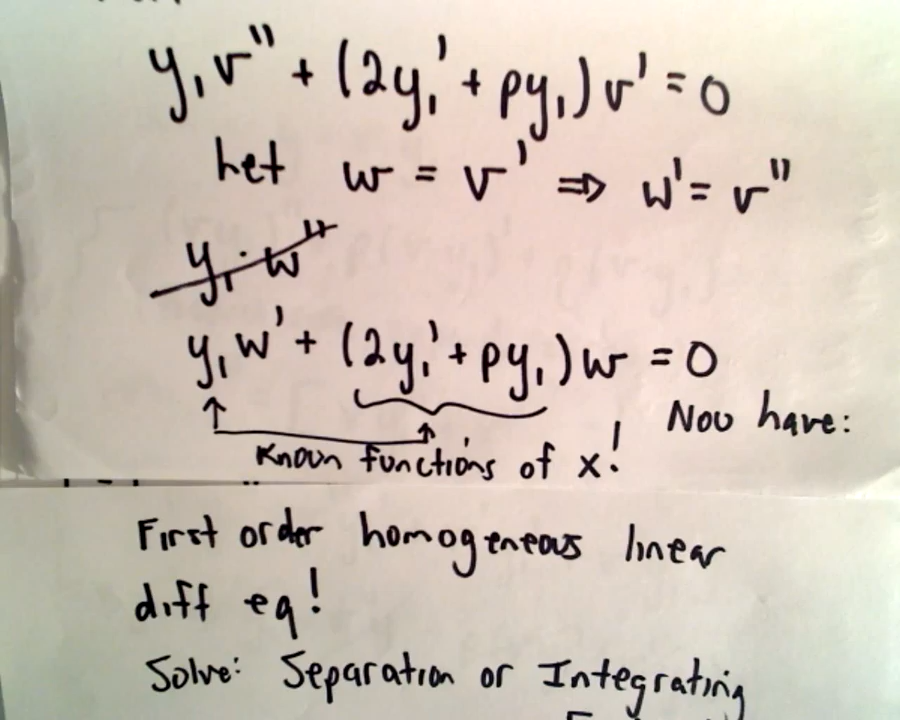 y₁v" + (2y₁' + py₁)v' = 0
Let w = v' ⇒ w' = v"
y₁w' + (2y₁' + py₁)w = 0
Now have:
Known functions of x!
First order homogeneous linear
diff eq!
Solve: Separation or Integrating